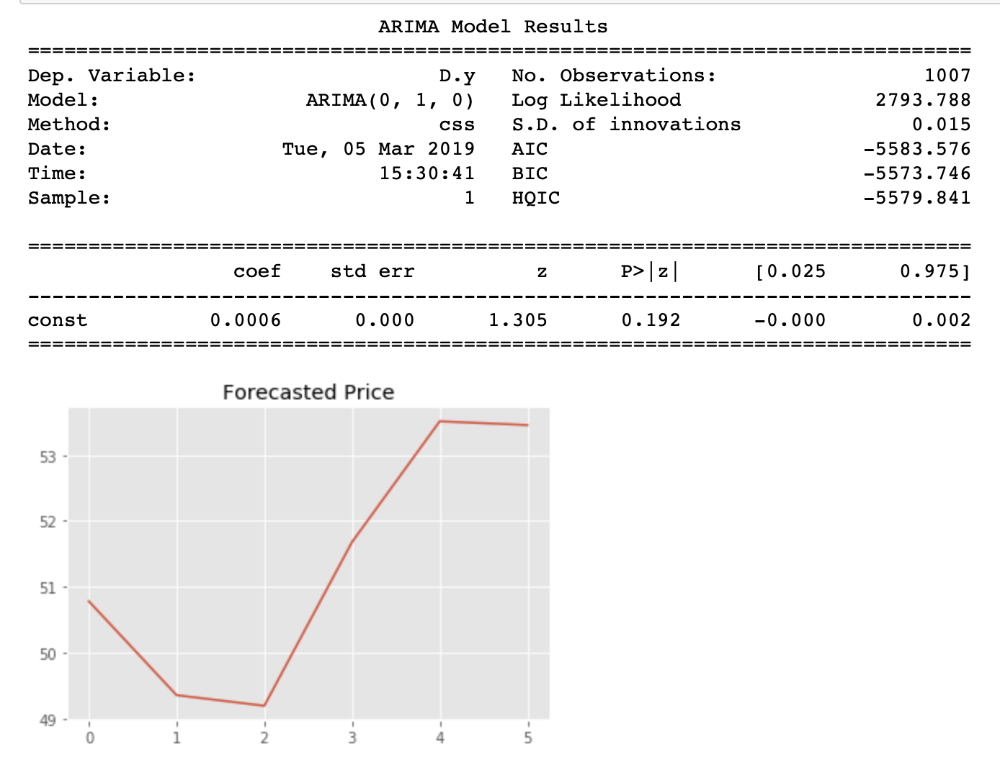 ARIMA Model Results
==============================================================================
Dep. Variable: D.y No. Observations: 1007
Model: ARIMA(0, 1, 0) Log Likelihood 2793.788
Method: css S.D. of innovations 0.015
Date: Tue, 05 Mar 2019 AIC -5583.576
Time: 15:30:41 BIC -5573.746
Sample: 1 HQIC -5579.841
==============================================================================
coef std err z P>|z| [0.025 0.975]
------------------------------------------------------------------------------
const 0.0006 0.000 1.305 0.192 -0.000 0.002
==============================================================================
Forecasted Price
53
52
51
50
49
0 1 2 3 4 5